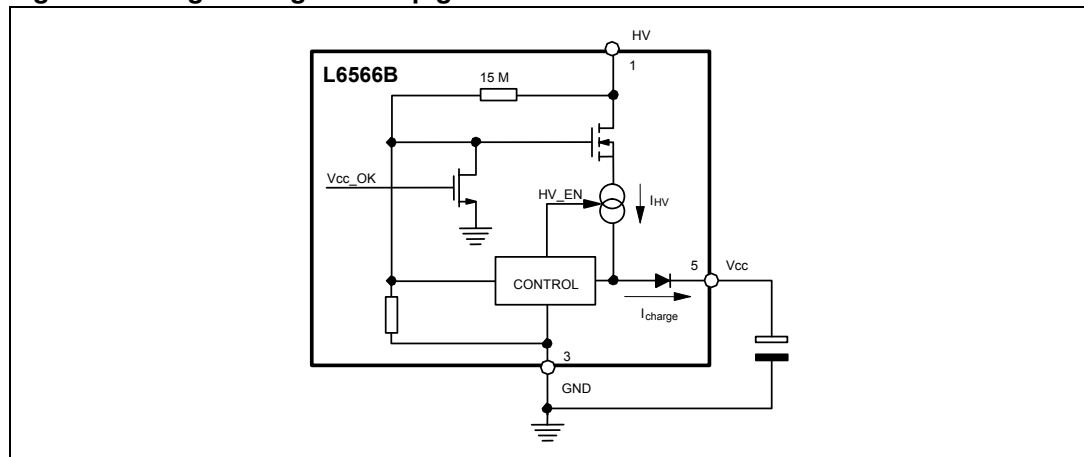 HV
1
L6566B
15 M
Vcc_OK
HV_EN
IHV
CONTROL
5
Vcc
Icharge
3
GND